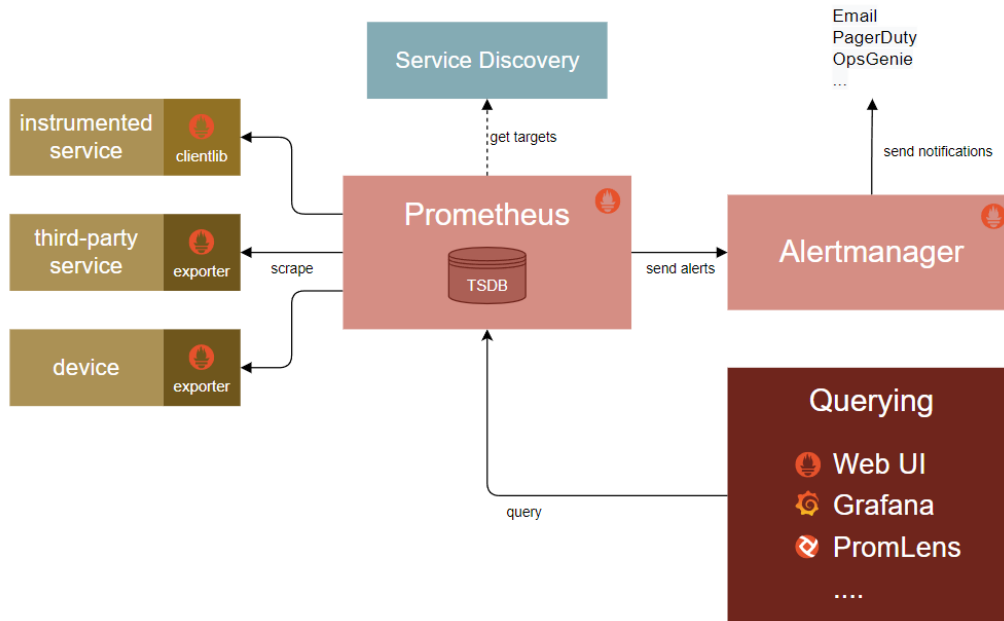 Email
PagerDuty
OpsGenie
...
Service Discovery
get targets
send notifications
instrumented
service
clientlib
Prometheus
TSDB
third-party
service
exporter
scrape
send alerts
Alertmanager
device
exporter
Querying
Web UI
Grafana
PromLens
....
query